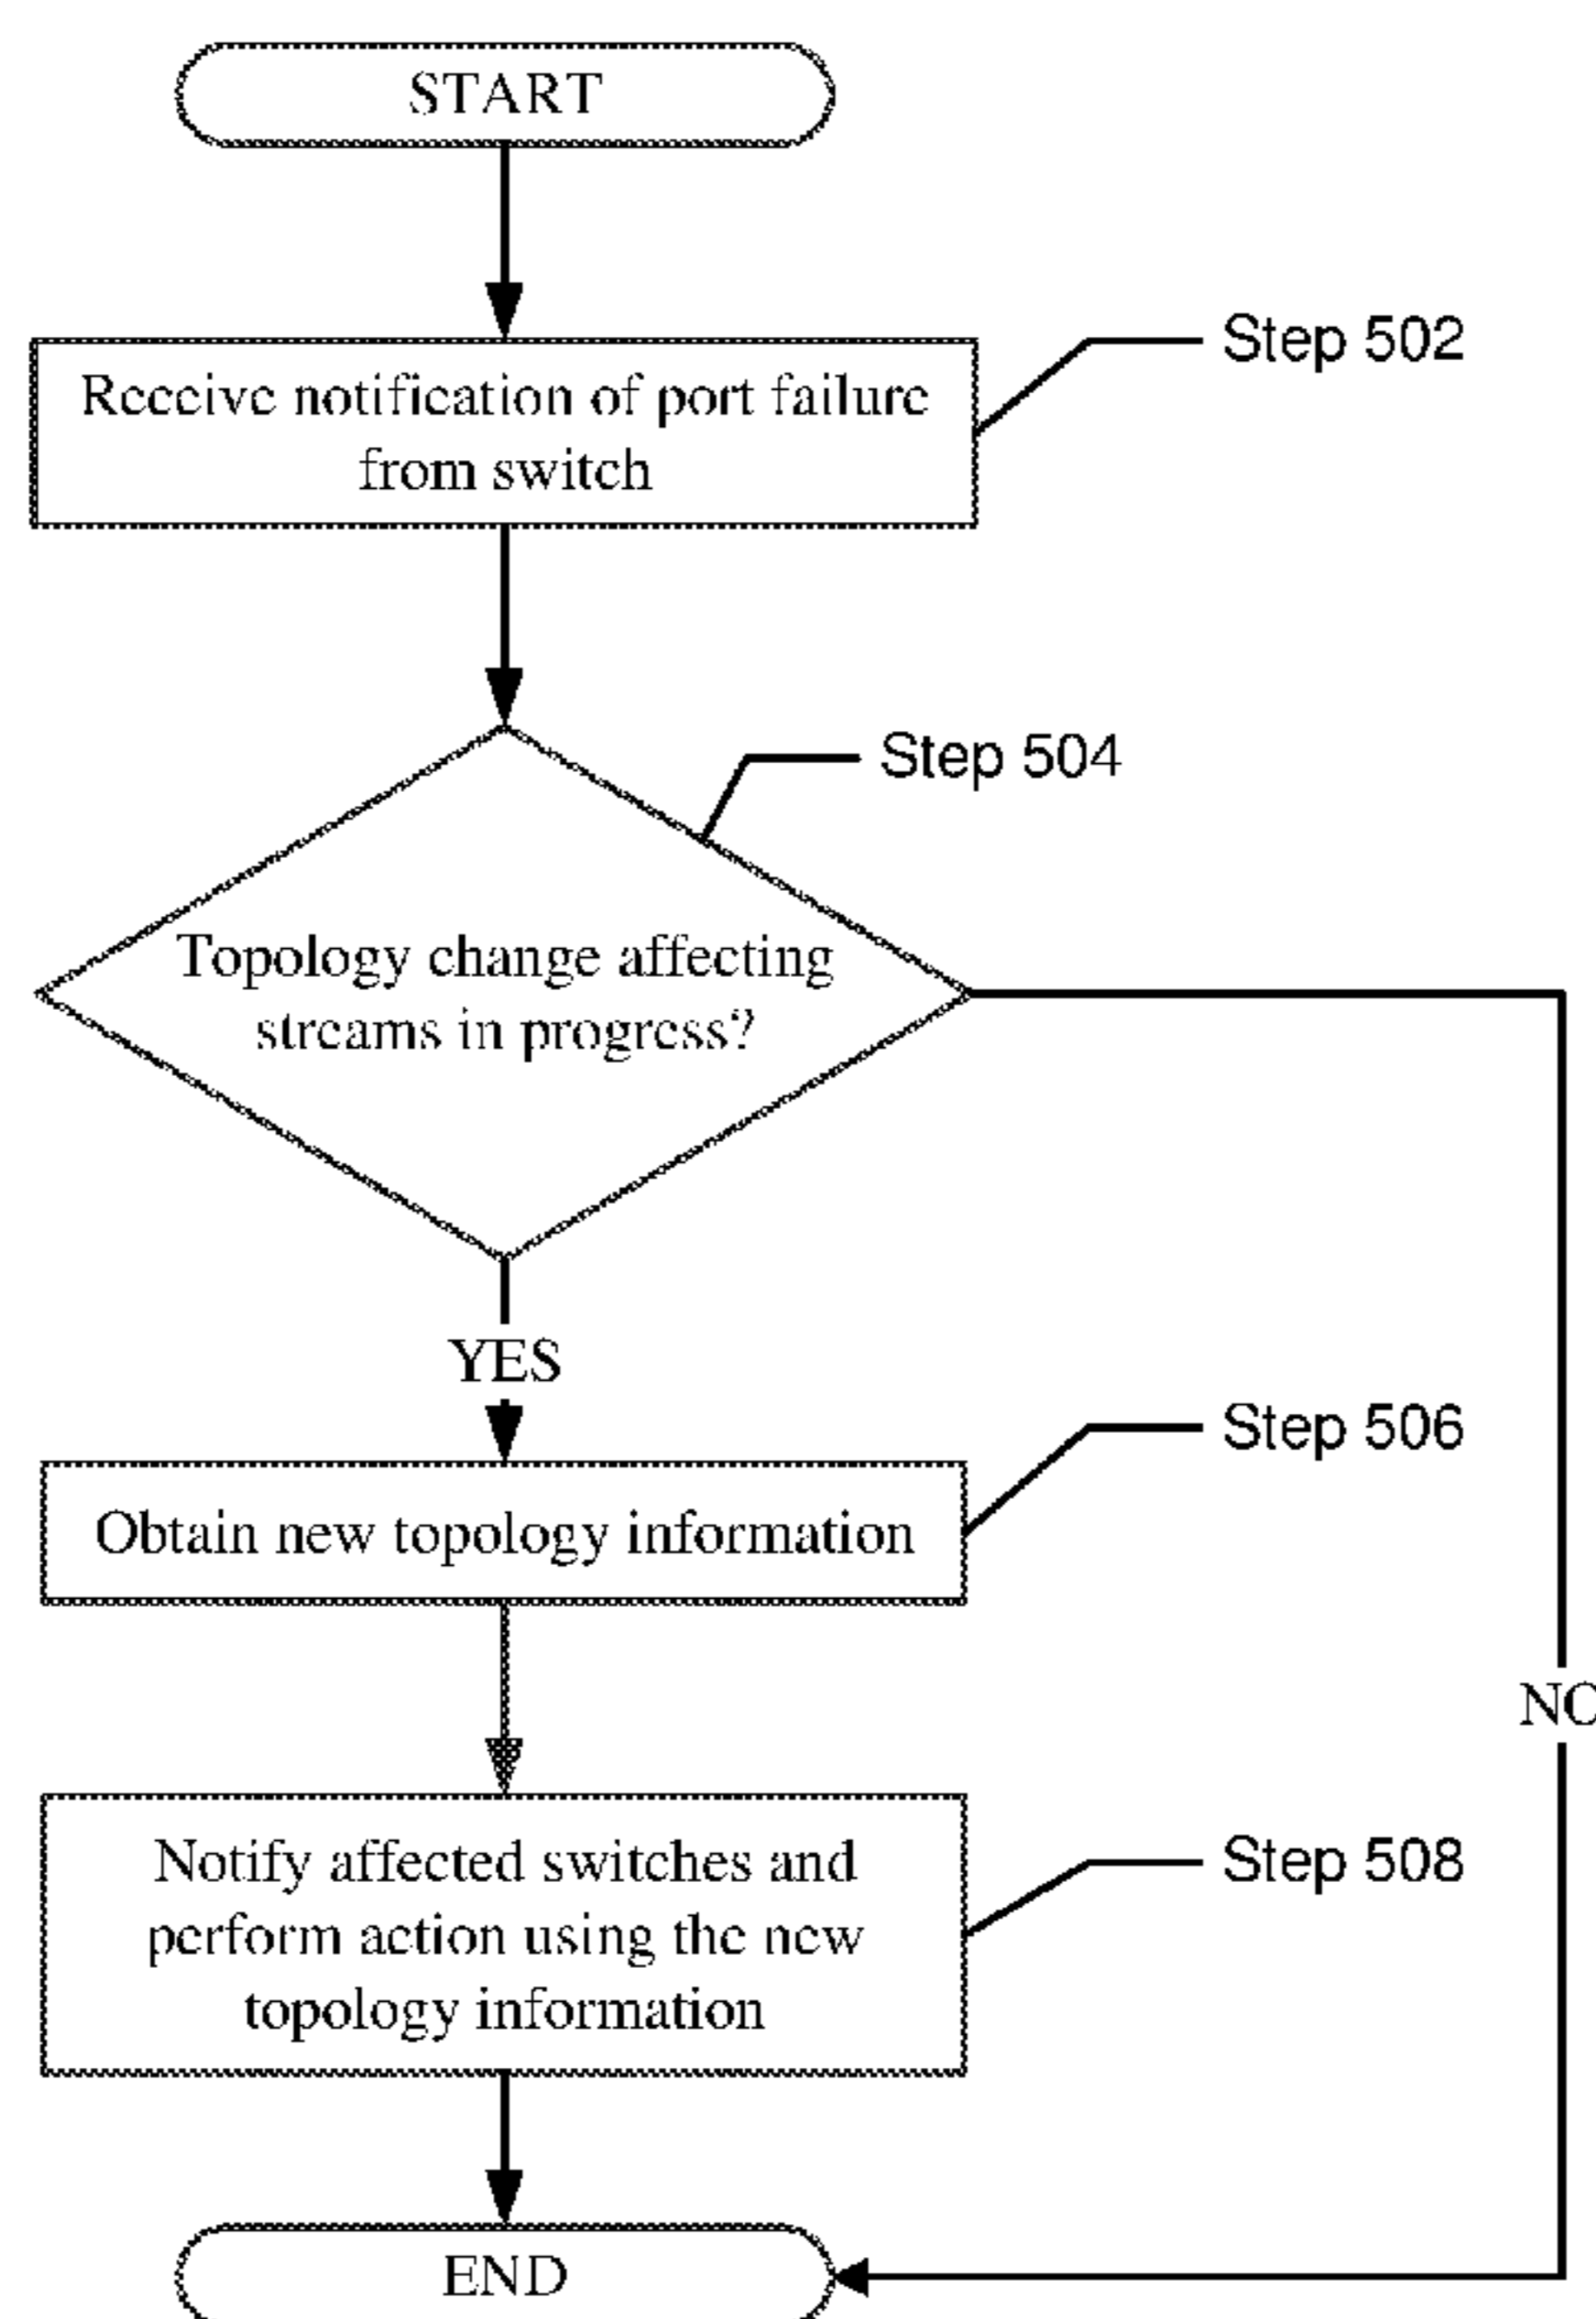 START
Step 502
Receive notification of port failure
from switch
Step 504
Topology change affecting
streams in progress?
YES
Step 506
Obtain new topology information
NO
Step 508
Notify affected switches and
perform action using the new
topology information
END